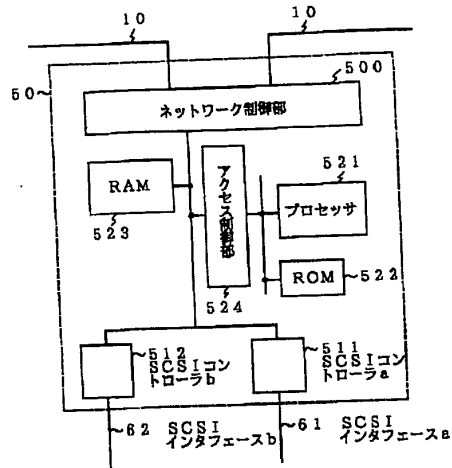 10
10
50
500
ネットワーク制御部
RAM
523
アクセス制御部
524
521
プロセッサ
ROM
522
512
SCSIコン
トローラb
511
SCSIコン
トローラa
62 SCSI
インタフェースb
61 SCSI
インタフェースa